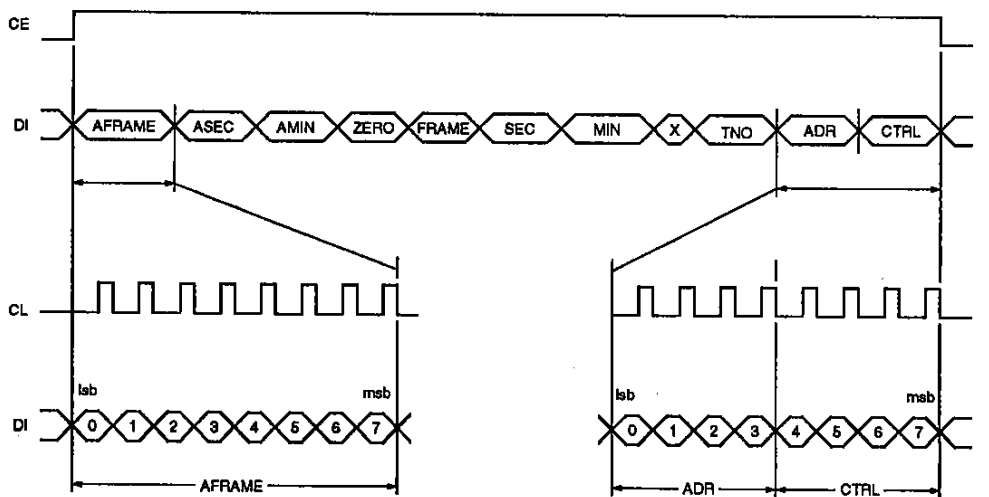 CE
DI AFRAME ASEC AMIN ZERO FRAME SEC MIN X TNO ADR CTRL
CL
lsb msb lsb msb
DI 0 1 2 3 4 5 6 7 0 1 2 3 4 5 6 7
AFRAME ADR CTRL